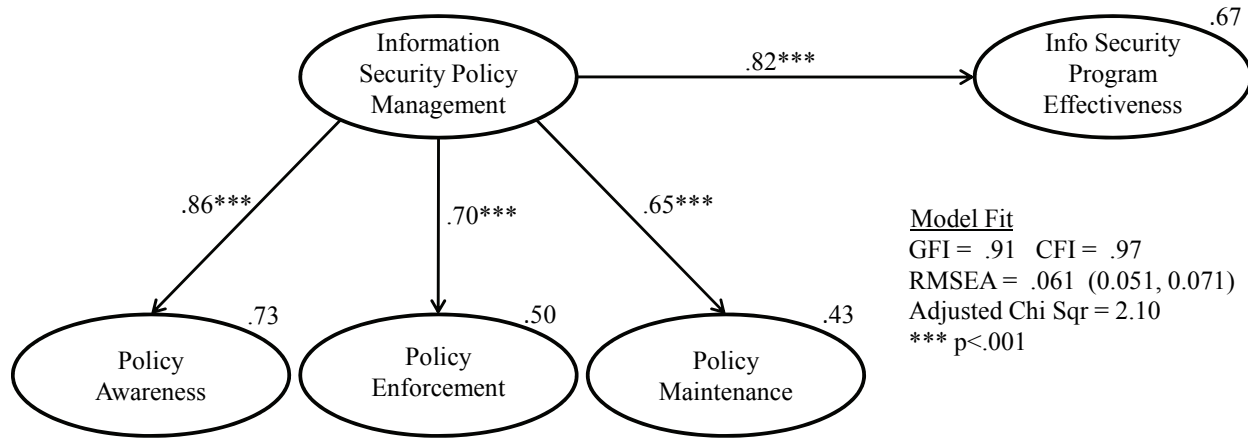 Information
Security Policy
Management
.82***
.67
Info Security
Program
Effectiveness
.86***
.70***
.65***
.73
Policy
Awareness
.50
Policy
Enforcement
.43
Policy
Maintenance
Model Fit
GFI = .91 CFI = .97
RMSEA = .061 (0.051, 0.071)
Adjusted Chi Sqr = 2.10
*** p<.001